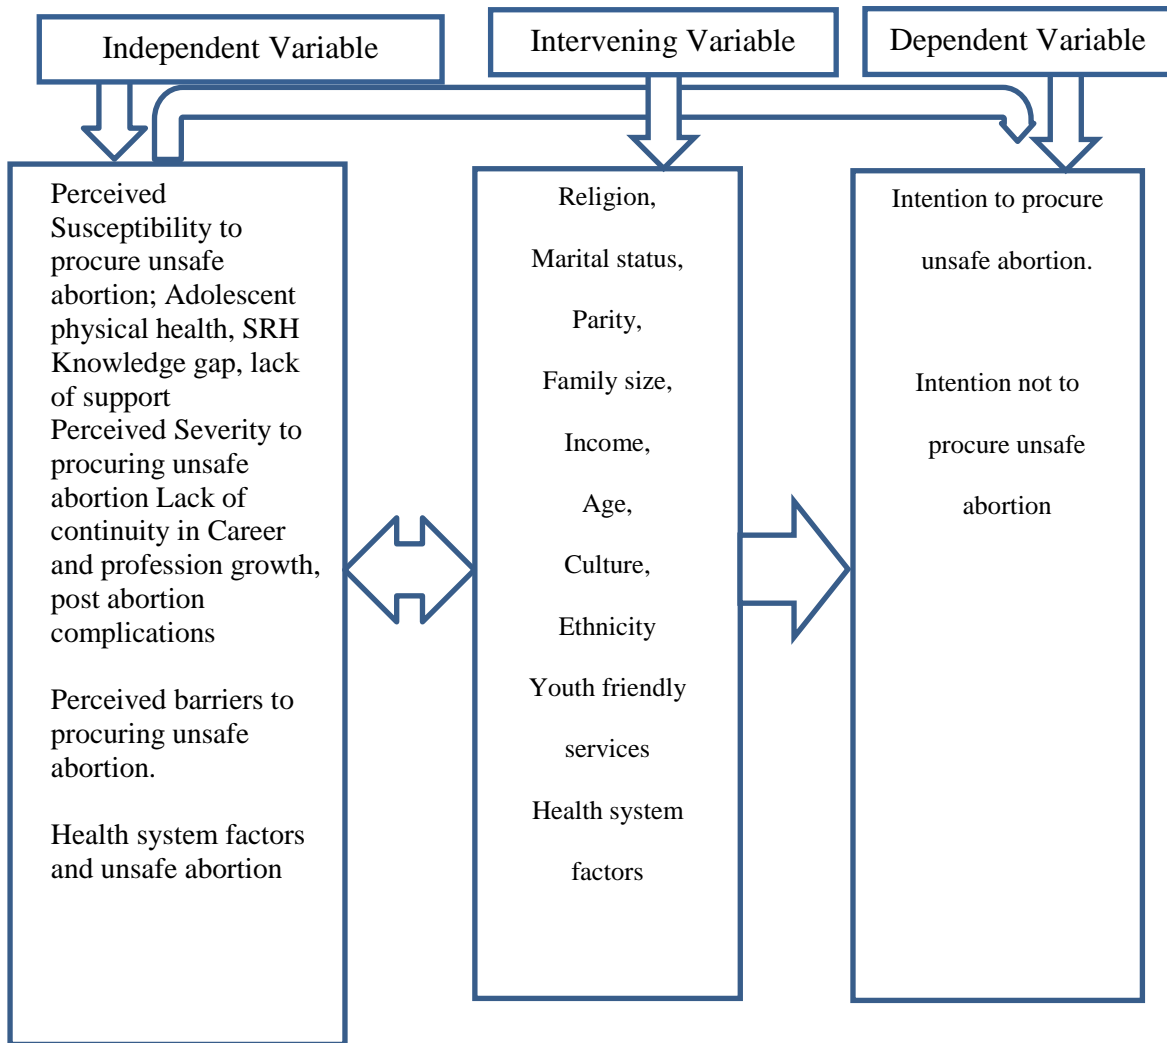 Independent Variable
Intervening Variable
Dependent Variable
Perceived
Susceptibility to
procure unsafe
abortion; Adolescent
physical health, SRH
Knowledge gap, lack
of support
Perceived Severity to
procuring unsafe
abortion Lack of
continuity in Career
and profession growth,
post abortion
complications
Perceived barriers to
procuring unsafe
abortion.
Health system factors
and unsafe abortion
Religion,
Marital status,
Parity,
Family size,
Income,
Age,
Culture,
Ethnicity
Youth friendly
services
Health system
factors
Intention to procure
unsafe abortion.
Intention not to
procure unsafe
abortion